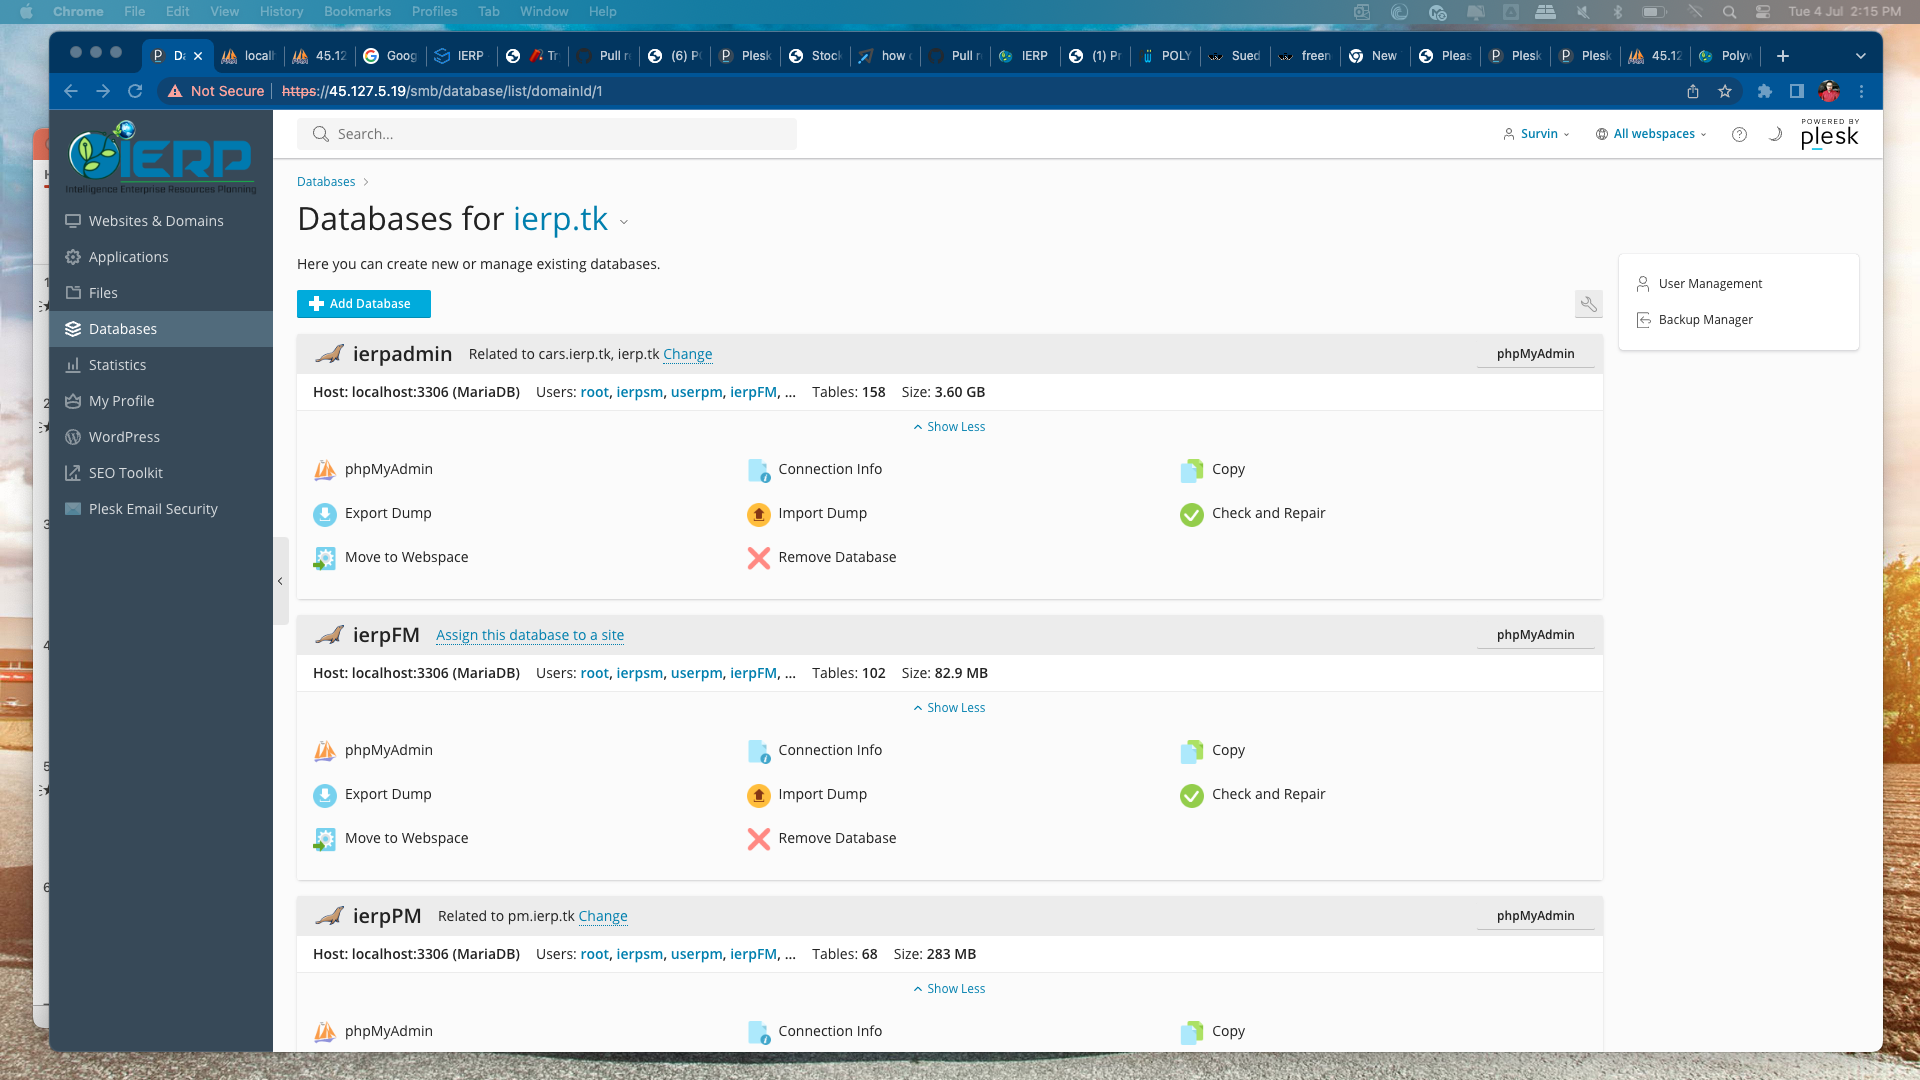 Chrome File Edit View History Bookmarks Profiles Tab Window Help Tue 4 Jul 2:15 PM
Da localh 45.12 Goog IERP Tr Pull r (6) P Plesk Stock how Pull r IERP (1) Pr POLY Sued freen New Pleas Plesk Plesk 45.12 Polyw
Not Secure https://45.127.5.19/smb/database/list/domainId/1
IERP
Intelligence Enterprise Resources Planning
Search... Survin All webspaces POWERED BY plesk
Websites & Domains
Applications
Files
Databases
Statistics
My Profile
WordPress
SEO Toolkit
Plesk Email Security
Databases
Databases for ierp.tk
Here you can create new or manage existing databases.
Add Database
User Management
Backup Manager
ierpadmin Related to cars.ierp.tk, ierp.tk Change phpMyAdmin
Host: localhost:3306 (MariaDB) Users: root, ierpsm, userpm, ierpFM, ... Tables: 158 Size: 3.60 GB
Show Less
phpMyAdmin Connection Info Copy
Export Dump Import Dump Check and Repair
Move to Webspace Remove Database
ierpFM Assign this database to a site phpMyAdmin
Host: localhost:3306 (MariaDB) Users: root, ierpsm, userpm, ierpFM, ... Tables: 102 Size: 82.9 MB
Show Less
phpMyAdmin Connection Info Copy
Export Dump Import Dump Check and Repair
Move to Webspace Remove Database
ierpPM Related to pm.ierp.tk Change phpMyAdmin
Host: localhost:3306 (MariaDB) Users: root, ierpsm, userpm, ierpFM, ... Tables: 68 Size: 283 MB
Show Less
phpMyAdmin Connection Info Copy